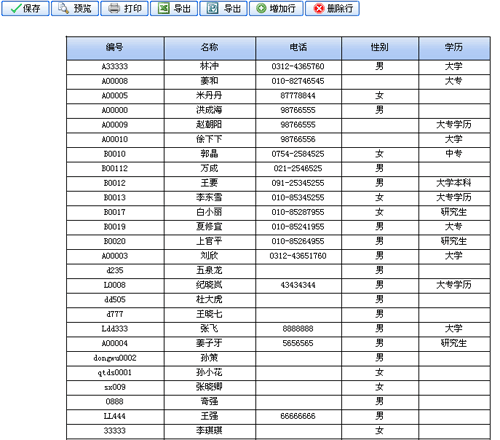 保存 预览 打印 导出 导出 增加行 删除行
编号 名称 电话 性别 学历
A33333 林冲 0312-4365760 男 大学
A00008 姜和 010-82746545 大专
A00005 米丹丹 87778844 女
A00000 洪成海 98766555 男
A00009 赵朝阳 98766555 大专学历
A00010 徐下下 98766556 大学
B0010 郭晶 0754-2584525 女 中专
B00112 万成 021-2546525 男
B0012 王要 091-25345255 男 大学本科
B0013 李东雪 010-85345255 女 大专学历
B0017 白小丽 010-85287955 女 研究生
B0019 夏修宣 010-85241955 男 大专
B0020 上官平 010-85264955 男 研究生
A00003 刘欣 0312-43651760 男 大学
d235 五泉龙 男
L0008 纪晓岚 43434344 男 大专学历
dd505 杜大虎 男
d777 王晓七 男
Ldd333 张飞 8888888 男 大学
A00004 姜子牙 5656565 男 研究生
dongwu0002 孙策 男
qtds0001 孙小花 女
sx009 张晓卿 女
0888 奇强 男
LL444 王强 66666666 男
33333 李琪琪 女